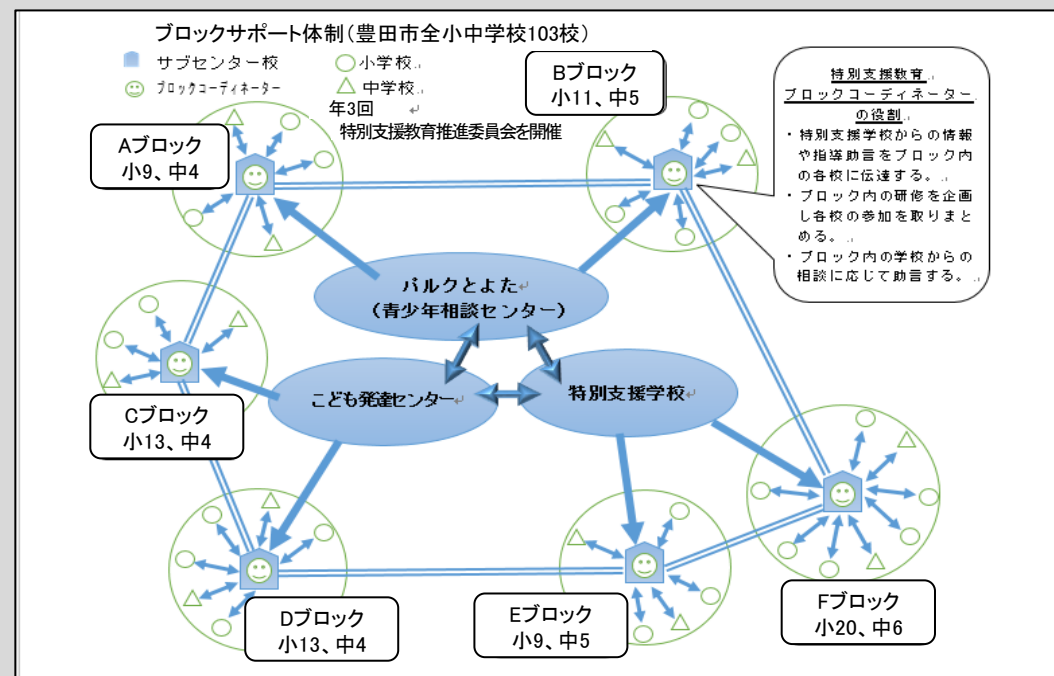 ブロックサポート体制(豊田市全小中学校103校)
サブセンター校
○小学校
ブロックコーディネーター
△ 中学校
年3回
特別支援教育推進委員会を開催
Aブロック
小9、中4
Bブロック
小11、中5
特別支援教育
ブロックコーディネーター
の役割
・特別支援学校からの情報
や指導助言をブロック内
の各校に伝達する。
・ブロック内の研修を企画
し各校の参加を取りまと
める。
・ブロック内の学校からの
相談に応じて助言する。
パルクとよた
(青少年相談センター)
こども発達センター
特別支援学校
Cブロック
小13、中4
Dブロック
小13、中4
Eブロック
小9、中5
Fブロック
小20、中6